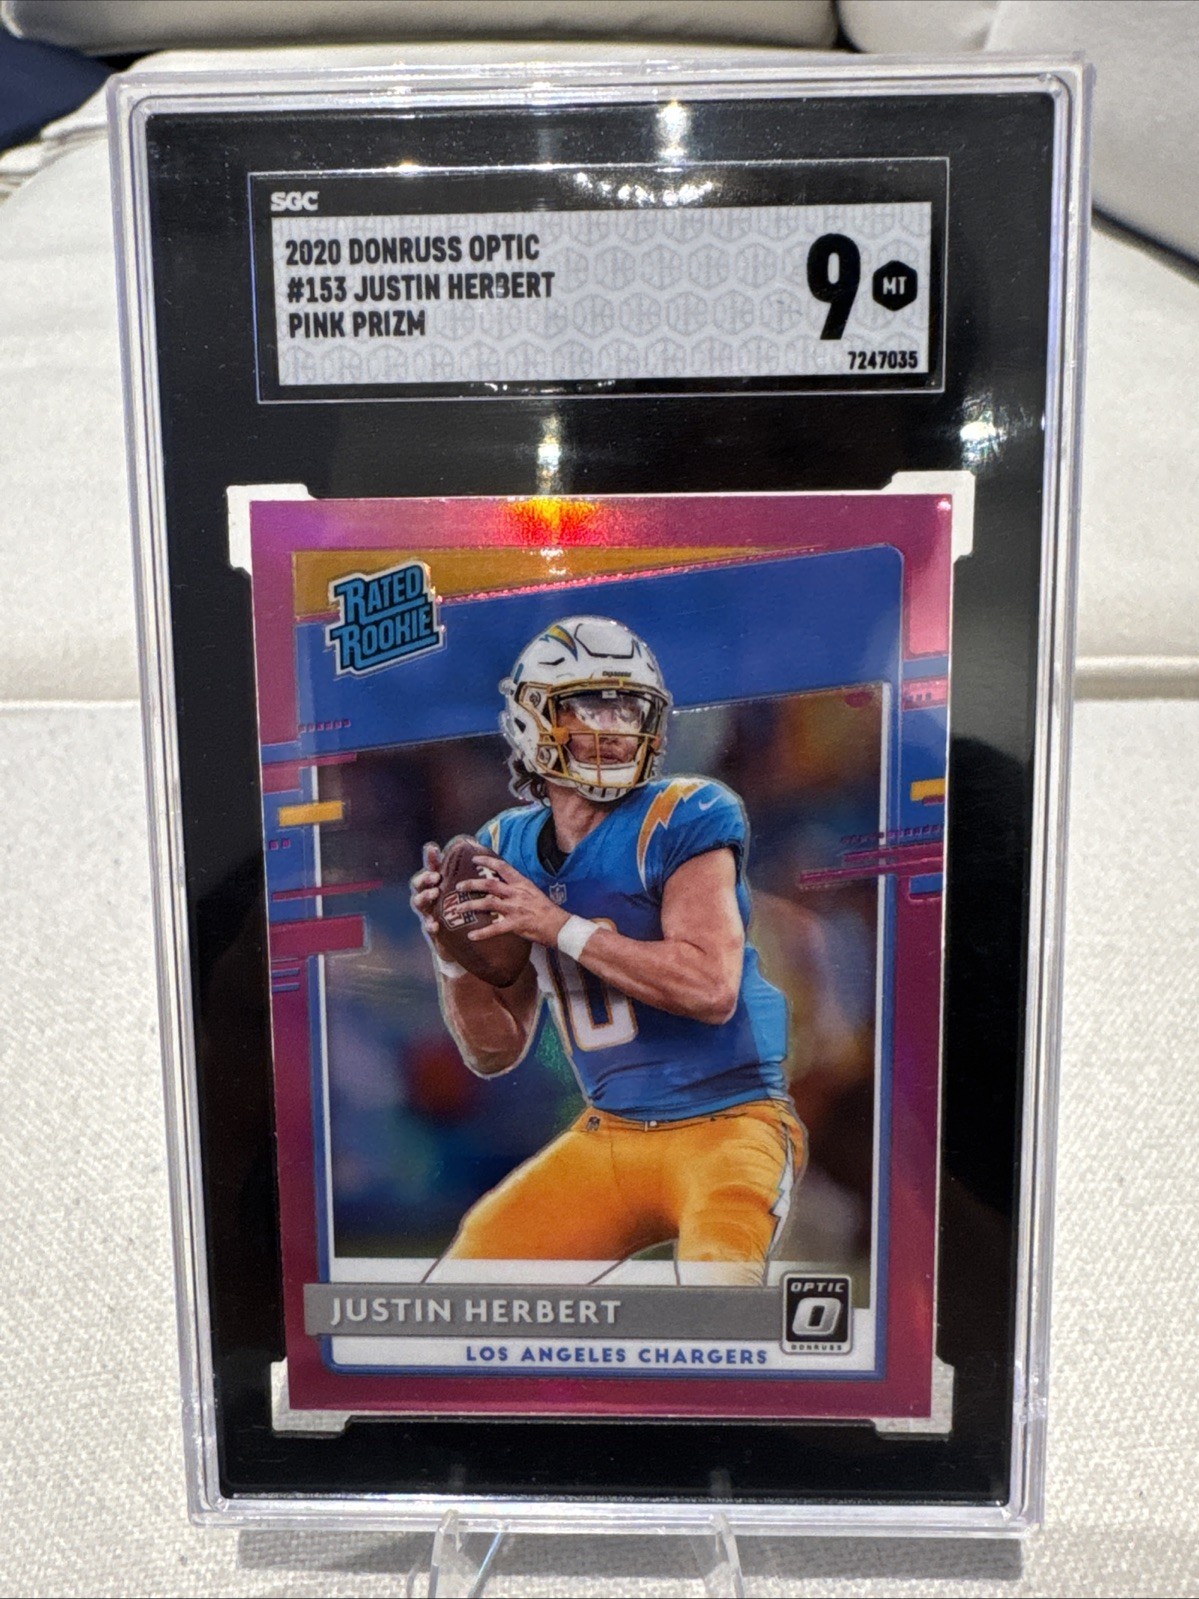 SGC
2020 DONRUSS OPTIC
#153 JUSTIN HERBERT
PINK PRIZM
9 MT
7247035
RATED
ROOKIE
10
JUSTIN HERBERT
OPTIC
O
DONRUSS
LOS ANGELES CHARGERS